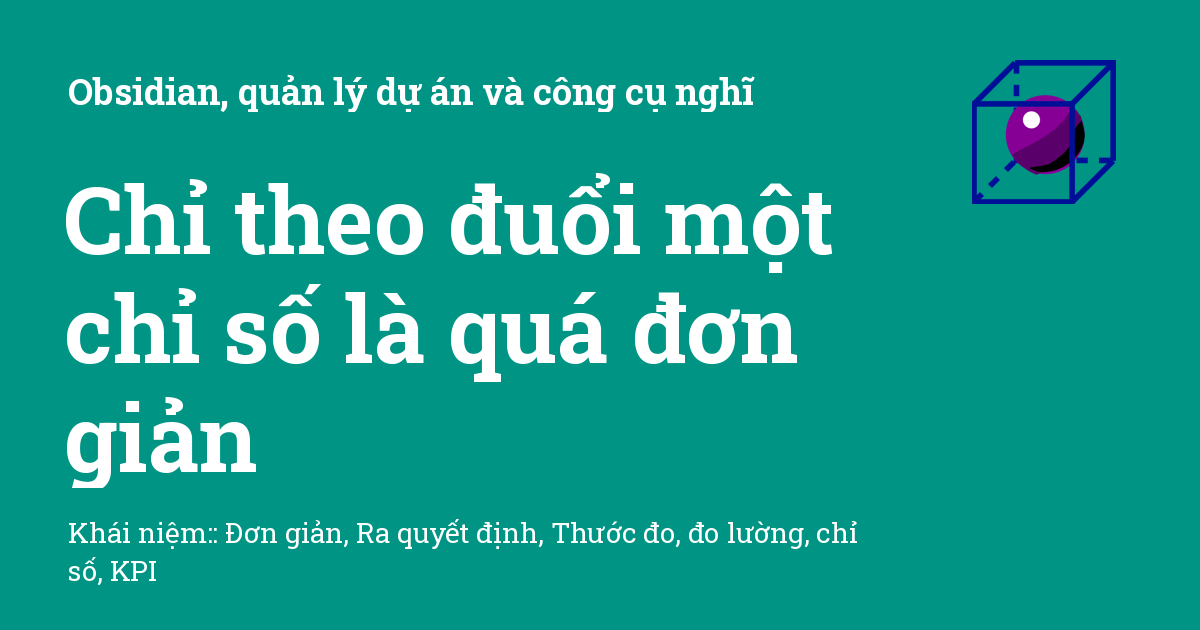 Obsidian, quản lý dự án và công cụ nghĩ
Chỉ theo đuổi một
chỉ số là quá đơn
giản
Khái niệm:: Đơn giản, Ra quyết định, Thước đo, đo lường, chỉ
số, KPI